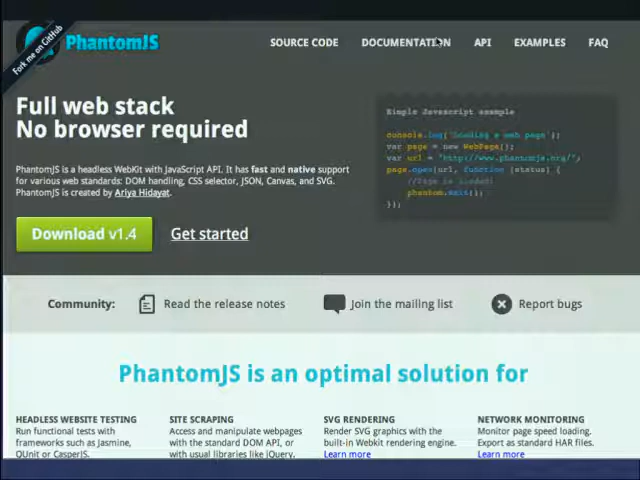 Fork me on GitHub
PhantomJS
SOURCE CODE DOCUMENTATION API EXAMPLES FAQ
Full web stack
No browser required
PhantomJS is a headless WebKit with JavaScript API. It has fast and native support
for various web standards: DOM handling, CSS selector, JSON, Canvas, and SVG.
PhantomJS is created by Ariya Hidayat.
Download v1.4
Get started
Simple Javascript example
console.log('Loading a web page');
var page = new WebPage();
var url = "http://www.phantomjs.org/";
page.open(url, function (status) {
//Page is loaded!
phantom.exit();
});
Community:
Read the release notes
Join the mailing list
Report bugs
PhantomJS is an optimal solution for
HEADLESS WEBSITE TESTING
Run functional tests with
frameworks such as Jasmine,
QUnit or CasperJS.
SITE SCRAPING
Access and manipulate webpages
with the standard DOM API, or
with usual libraries like jQuery.
SVG RENDERING
Render SVG graphics with the
built-in Webkit rendering engine.
Learn more
NETWORK MONITORING
Monitor page speed loading.
Export as standard HAR files.
Learn more